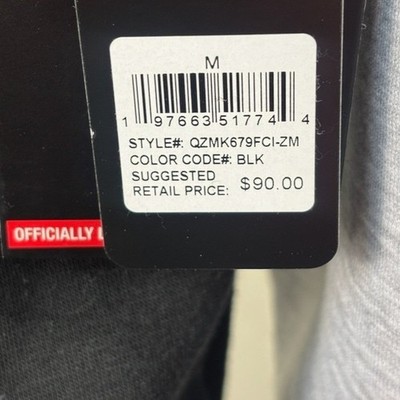 M
1 97663 51774 4
STYLE#: QZMK679FCI-ZM
COLOR CODE#: BLK
SUGGESTED
RETAIL PRICE: $90.00
OFFICIALLY